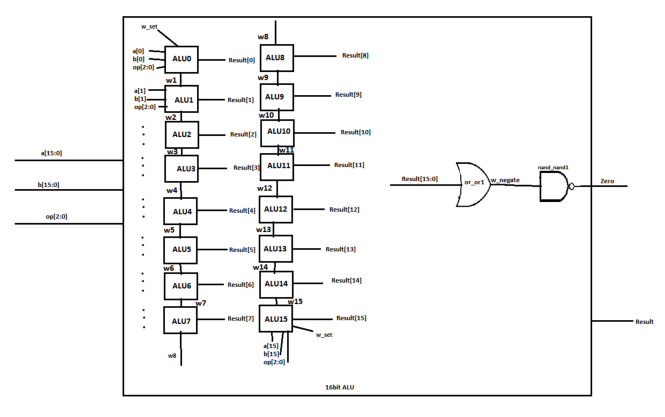 w_set
a[0]
b[0]
op[2:0]
ALU0
Result[0]
w1
a[1]
b[1]
op[2:0]
ALU1
Result[1]
w2
ALU2
Result[2]
w3
ALU3
Result[3]
w4
ALU4
Result[4]
w5
ALU5
Result[5]
w6
ALU6
Result[6]
w7
ALU7
Result[7]
w8
w8
ALU8
Result[8]
w9
ALU9
Result[9]
w10
ALU10
Result[10]
w11
ALU11
Result[11]
w12
ALU12
Result[12]
w13
ALU13
Result[13]
w14
ALU14
Result[14]
w15
ALU15
Result[15]
w_set
a[15]
b[15]
op[2:0]
a[15:0]
b[15:0]
op[2:0]
Result[15:0]
or_or1
w_negate
nand_nand1
Zero
Result
16bit ALU